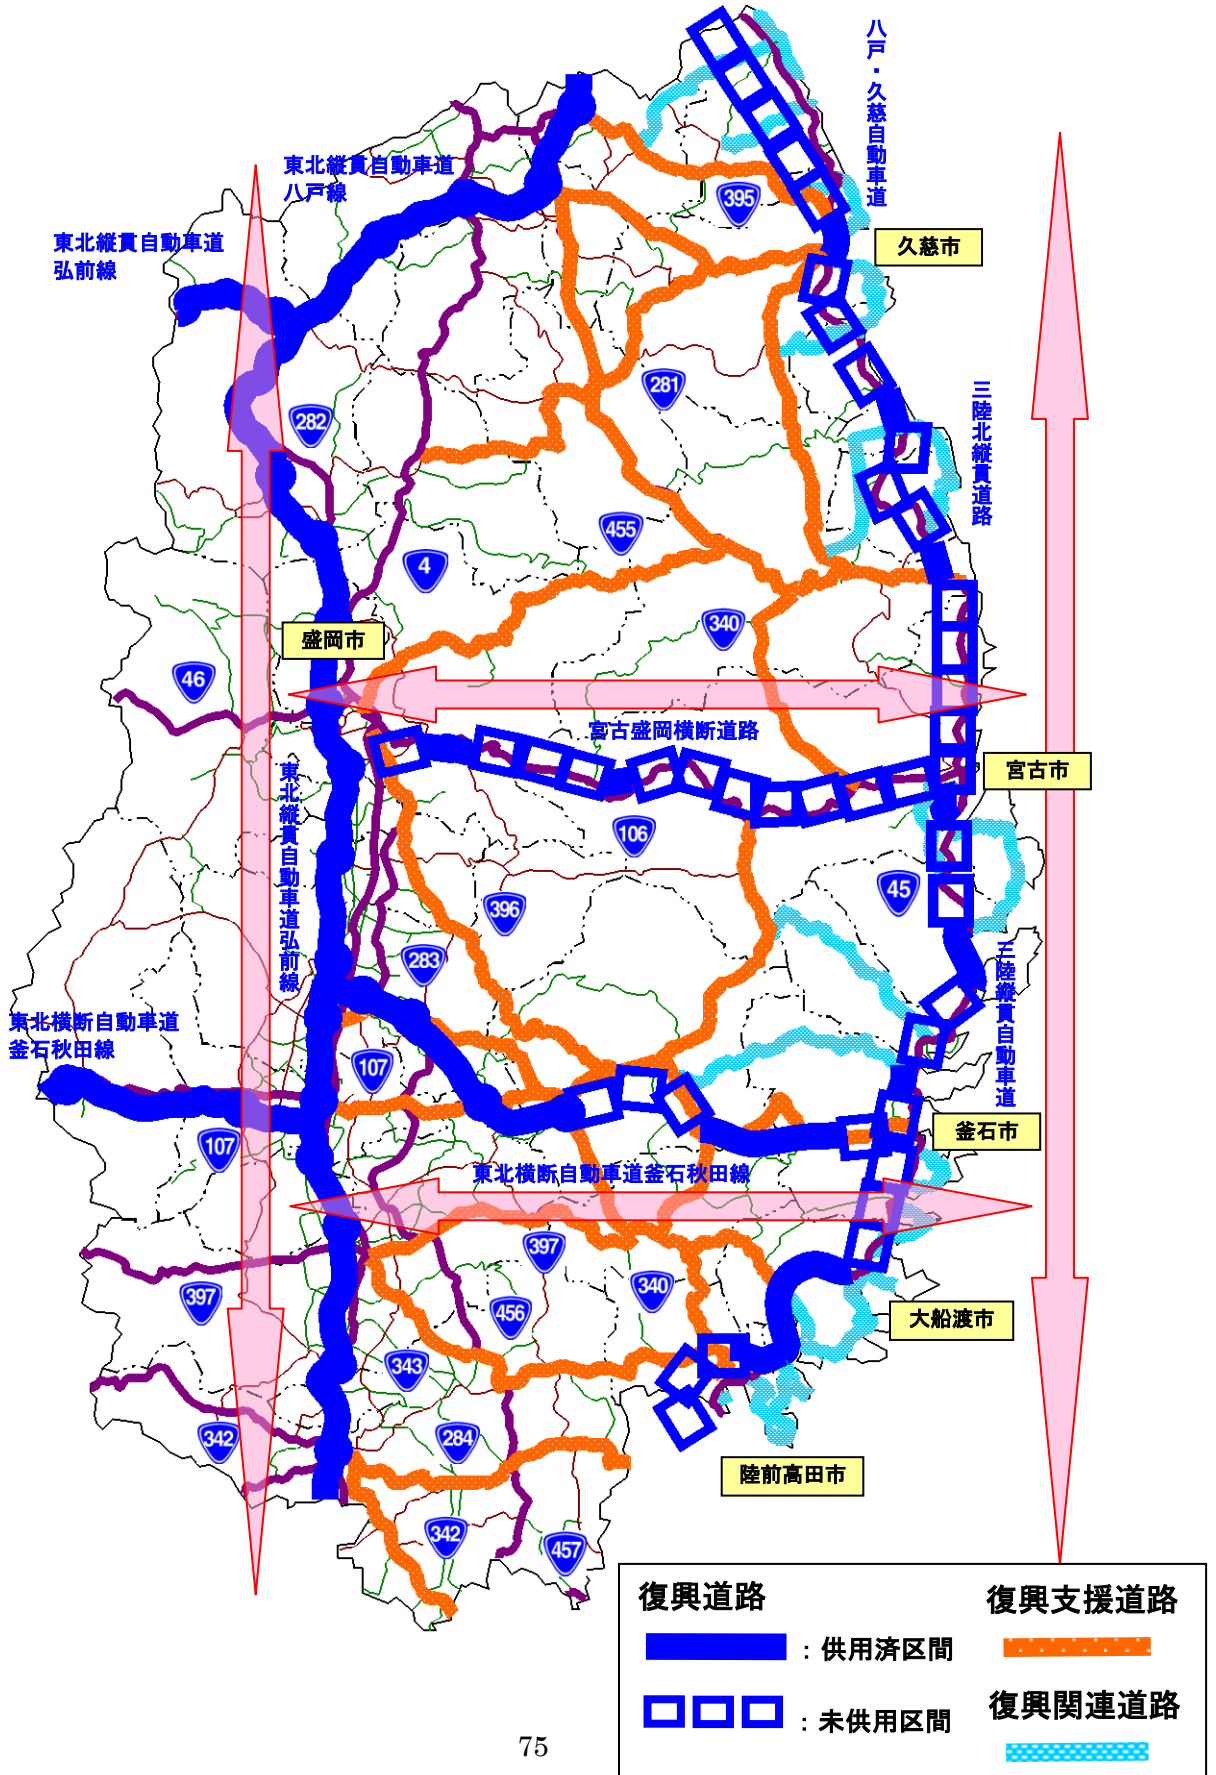 八戸・久慈自動車道
東北縦貫自動車道
八戸線
395
東北縦貫自動車道
弘前線
久慈市
281
282
三陸北縦貫道路
455
4
340
盛岡市
46
宮古盛岡横断道路
宮古市
東北縦貫自動車道弘前線
106
45
396
283
三陸縦貫自動車道
東北横断自動車道
釜石秋田線
107
釜石市
107
東北横断自動車道釜石秋田線
397
340
397
456
大船渡市
343
342
284
陸前高田市
342
457
復興道路
復興支援道路
：供用済区間
復興関連道路
：未供用区間
75